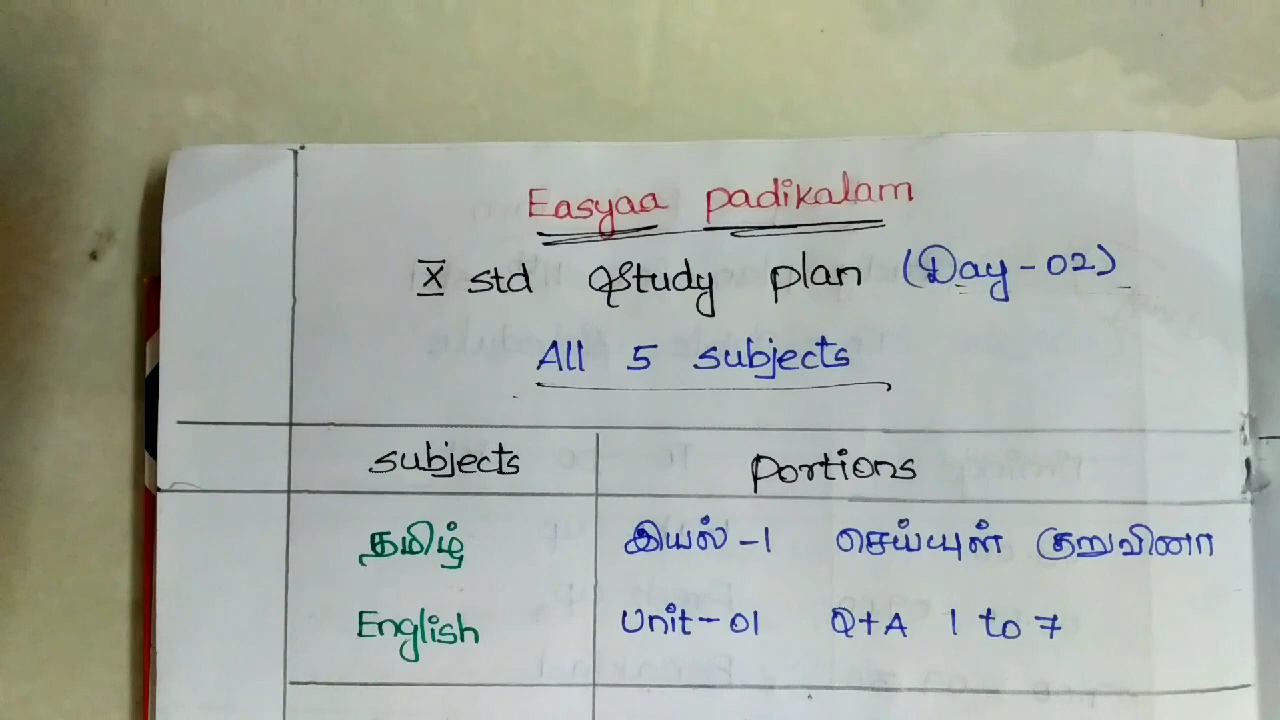 Easyaa padikalam
X std Study plan (Day-02)
All 5 subjects
subjects Portions
தமிழ் இயல்-1 செய்யுள் குறுவினா
English Unit-01 Q+A 1 to 7